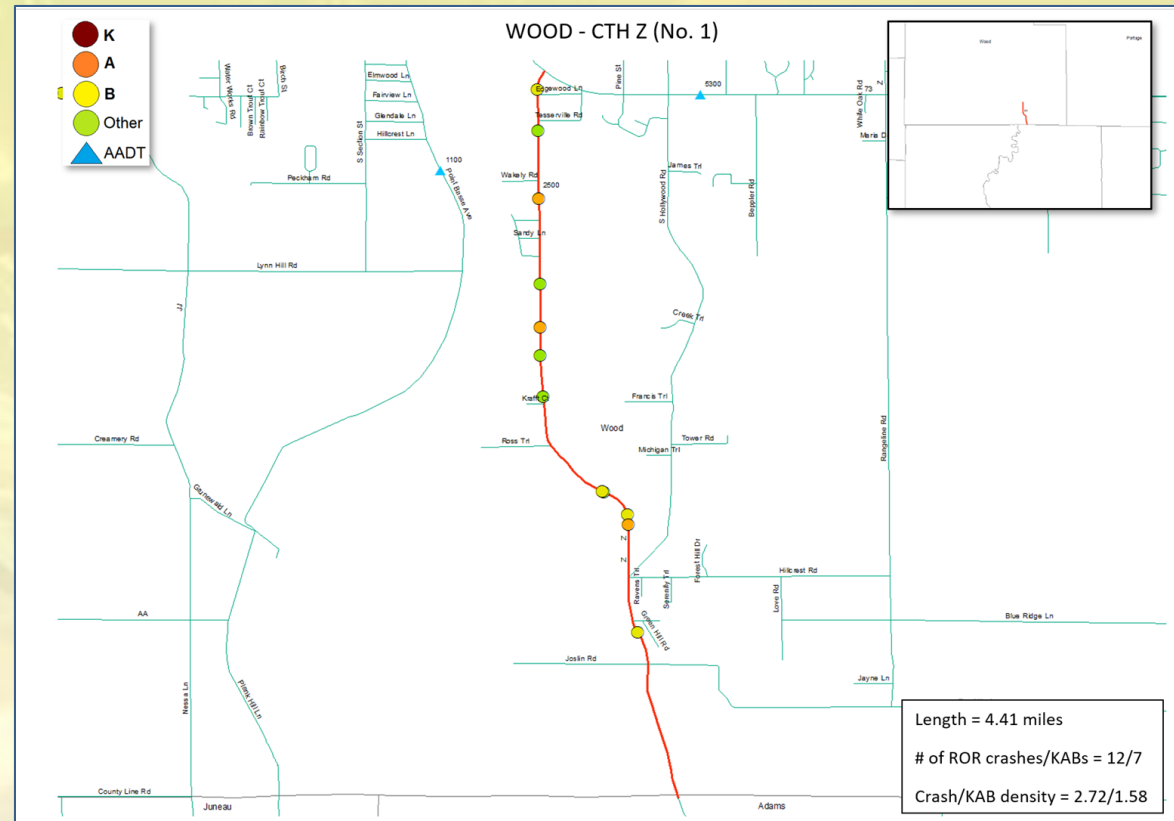 WOOD - CTH Z (No. 1)
K
A
B
Other
AADT
Wood
Portage
Elmwood Ln
Fairview Ln
Glendale Ln
Hillcrest Ln
S Section St
Water Works Rd
Brown Trout Ct
Rainbow Trout Ct
Birch St
Peckham Rd
1100
Point Basse Ave
Edgewood Ln
Tesserville Rd
Pine St
5300
73
White Oak Rd
Z
Maria D
Wakely Rd
2500
S Hollywood Rd
James Trl
Beppler Rd
Sandy Ln
Lynn Hill Rd
Creek Trl
Kraft Ct
Francis Trl
Wood
Creamery Rd
Ross Trl
Tower Rd
Michigan Trl
Rangeline Rd
Grunewald Ln
Z
Z
Ravens Trl
Serenity Trl
Forest Hill Dr
Hillcrest Rd
Love Rd
AA
Green Hill Rd
Blue Ridge Ln
Joslin Rd
Jayne Ln
Nessa Ln
Plank Hill Ln
County Line Rd
Juneau
Adams
Length = 4.41 miles
# of ROR crashes/KABs = 12/7
Crash/KAB density = 2.72/1.58